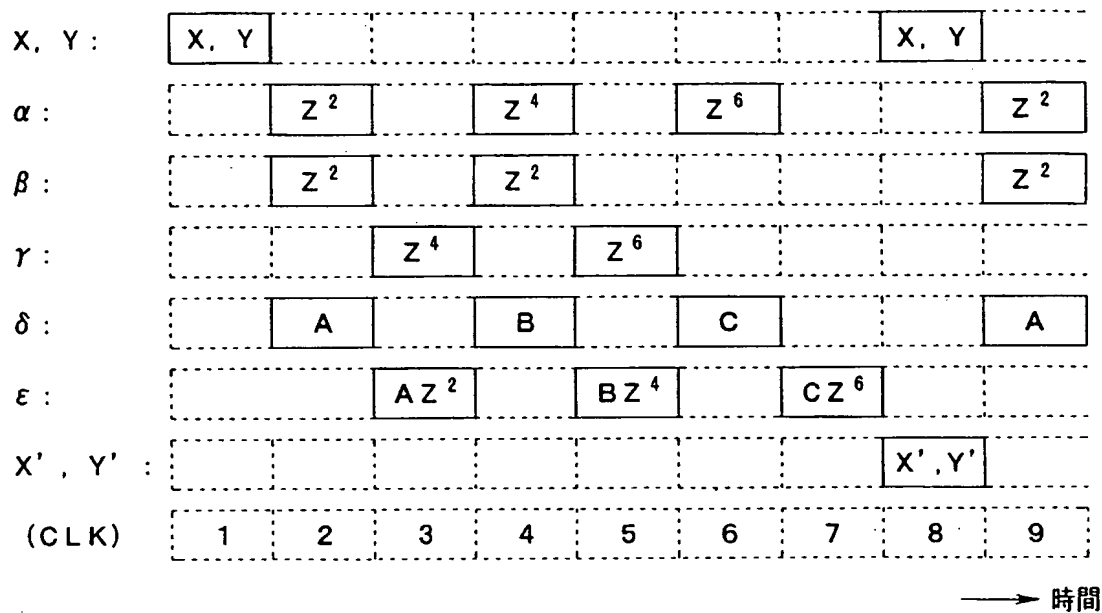 X, Y : X, Y X, Y
α : Z² Z⁴ Z⁶ Z²
β : Z² Z² Z²
γ : Z⁴ Z⁶
δ : A B C A
ε : AZ² BZ⁴ CZ⁶
X', Y' : X', Y'
(CLK) 1 2 3 4 5 6 7 8 9
時間